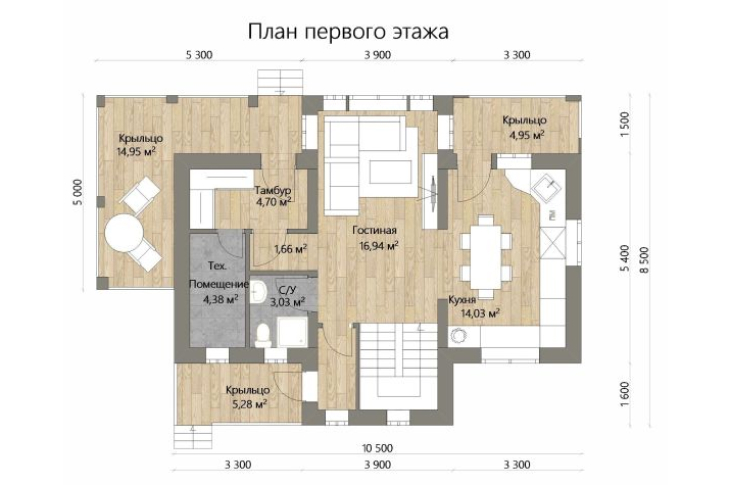 План первого этажа
5 300
3 900
3 300
Крыльцо
14,95 м²
Крыльцо
4,95 м²
1 500
5 000
Тамбур
4,70 м²
ПМ
Гостиная
16,94 м²
1,66 м²
5 400
8 500
Тех.
Помещение
4,38 м²
С/У
3,03 м²
Кухня
14,03 м²
Крыльцо
5,28 м²
1 600
10 500
3 300
3 900
3 300